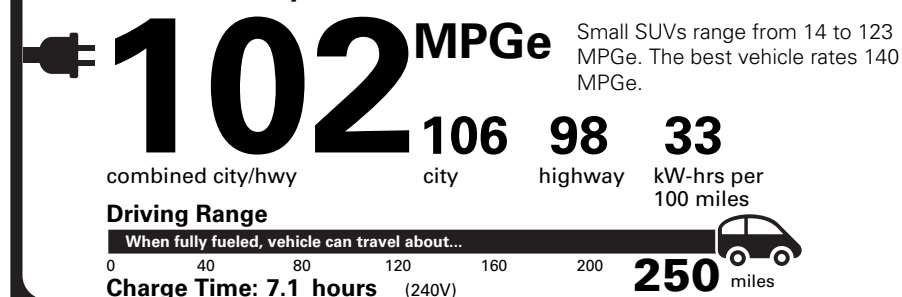 102 MPGe
Small SUVs range from 14 to 123
MPGe. The best vehicle rates 140
MPGe.
106 98 33
combined city/hwy city highway kW-hrs per
100 miles
Driving Range
When fully fueled, vehicle can travel about...
0 40 80 120 160 200 250 miles
Charge Time: 7.1 hours (240V)